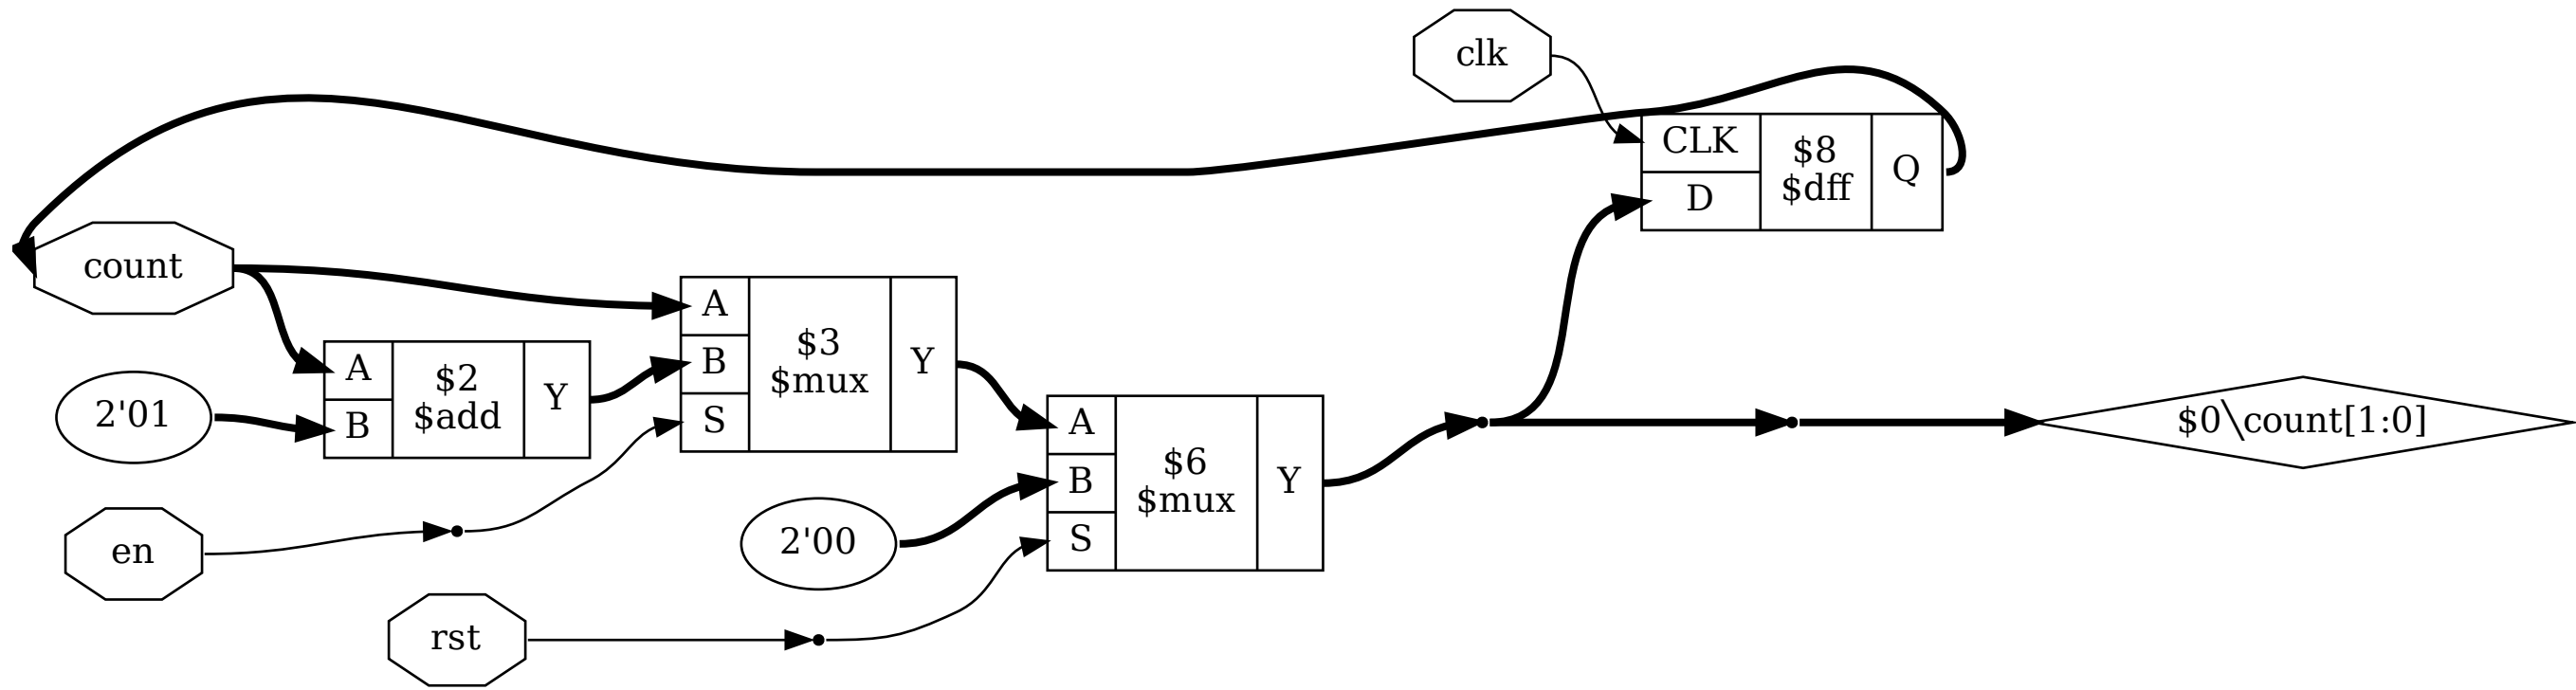 clk
CLK
D
$8
$dff
Q
count
A
B
S
$3
$mux
Y
A
B
$2
$add
Y
2'01
$0\count[1:0]
A
B
S
$6
$mux
Y
en
2'00
rst